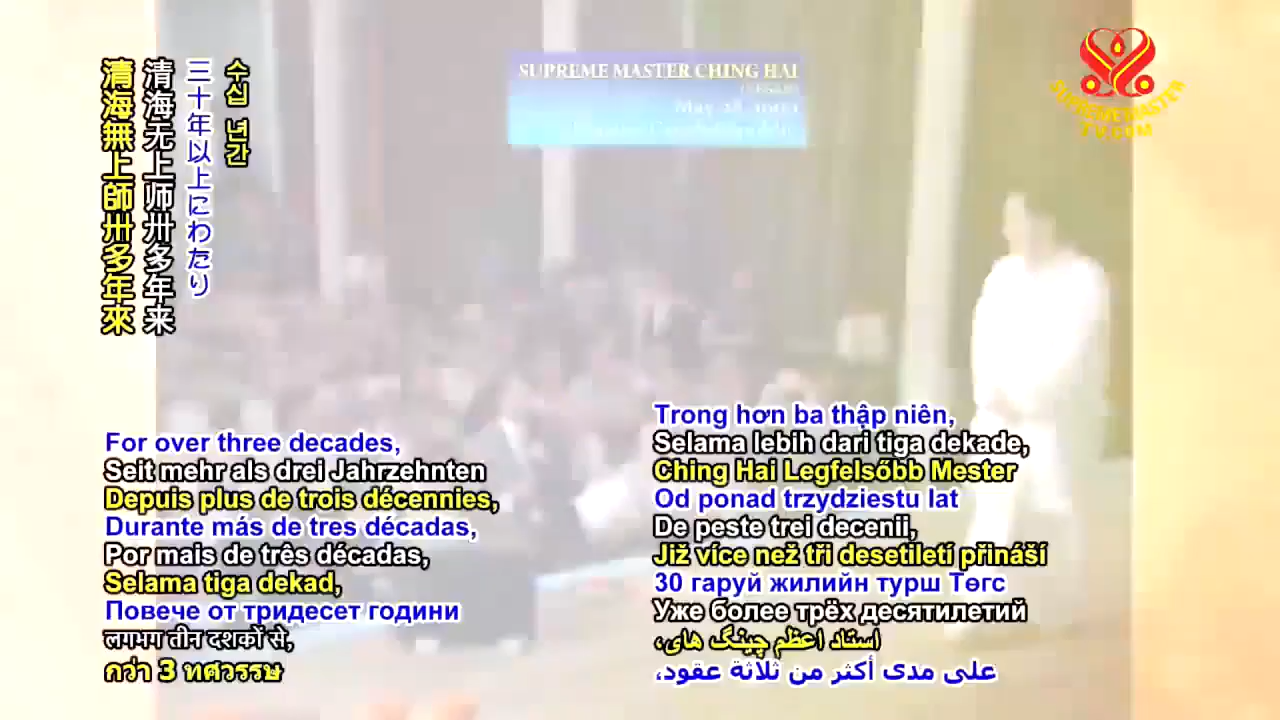 清海無上師卅多年來
清海无上师卅多年来
三十年以上にわたり
수십 년간
SUPREME MASTER CHING HAI
SUPREMEMASTER
TV.COM
For over three decades,
Seit mehr als drei Jahrzehnten
Depuis plus de trois décennies,
Durante más de tres décadas,
Por mais de três décadas,
Selama tiga dekad,
Повече от тридесет години
लगभग तीन दशकों से,
กว่า 3 ทศวรรษ
Trong hơn ba thập niên,
Selama lebih dari tiga dekade,
Ching Hai Legfelsőbb Mester
Od ponad trzydziestu lat
De peste trei decenii,
Již více než tři desetiletí přináší
30 гаруй жилийн турш Төгс
Уже более трёх десятилетий
استاد اعظم چینگ های،
على مدى أكثر من ثلاثة عقود،